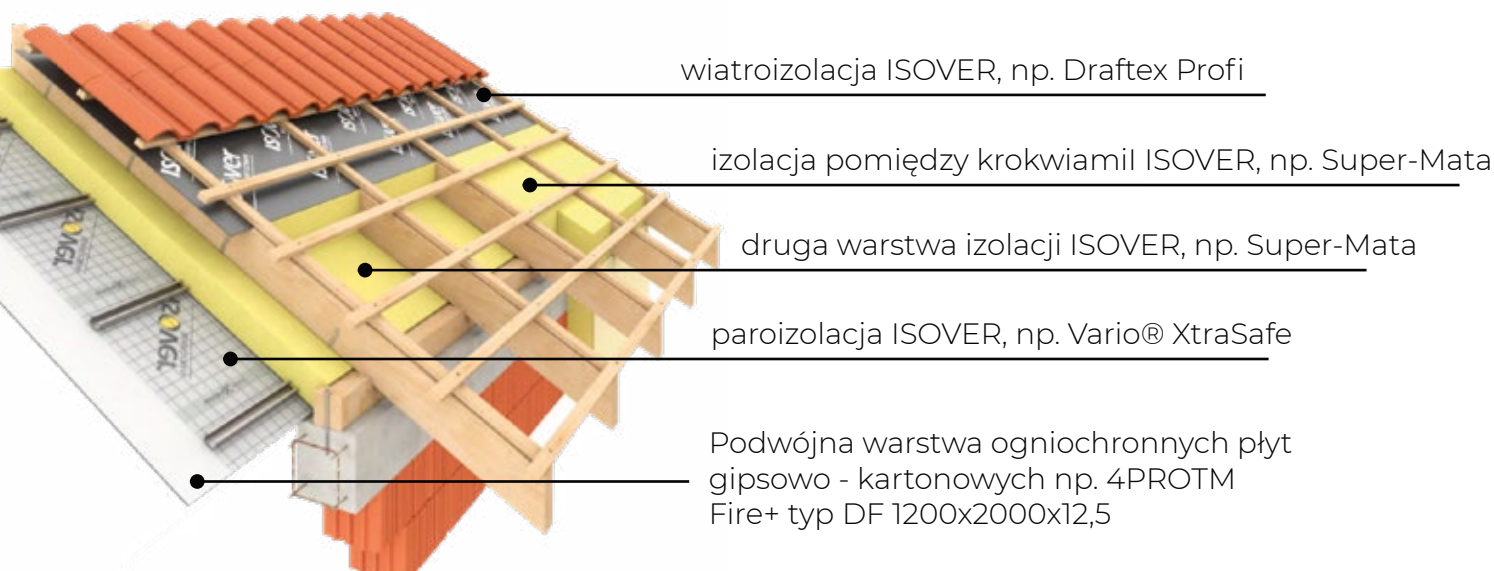 wiatroizolacja ISOVER, np. Draftex Profi
izolacja pomiędzy krokwiamiI ISOVER, np. Super-Mata
druga warstwa izolacji ISOVER, np. Super-Mata
paroizolacja ISOVER, np. Vario® XtraSafe
Podwójna warstwa ogniochronnych płyt
gipsowo - kartonowych np. 4PROTM
Fire+ typ DF 1200x2000x12,5